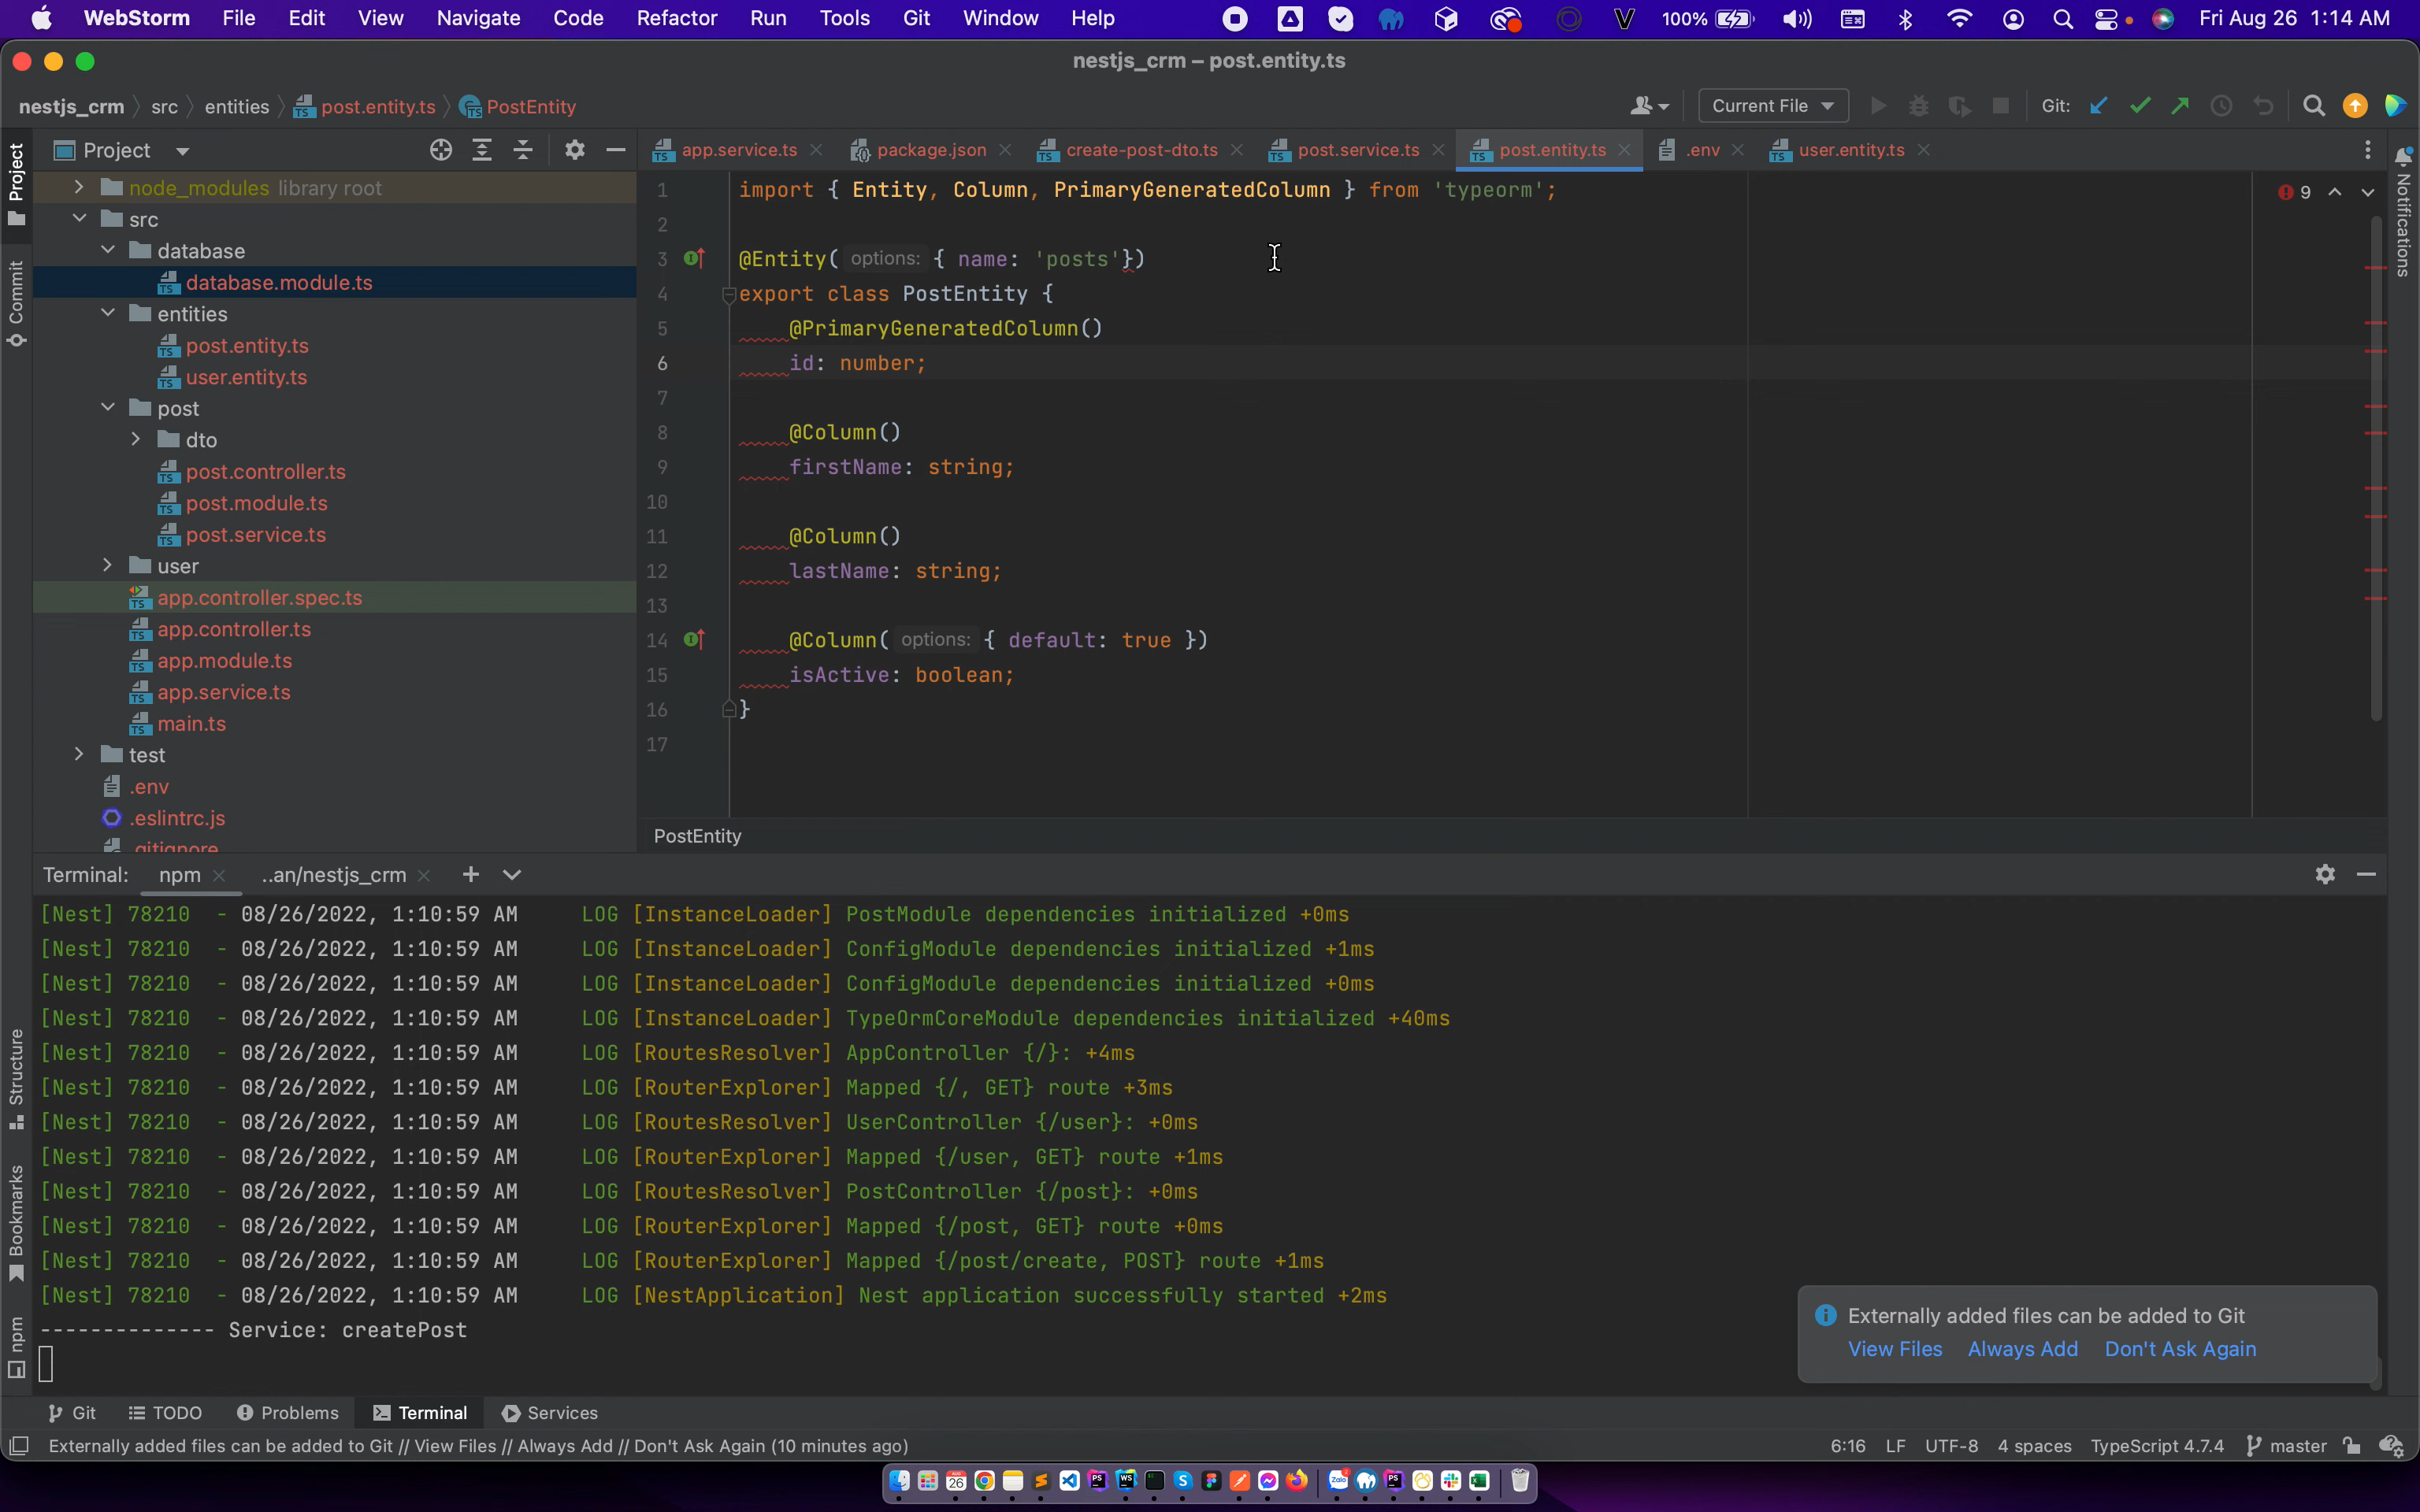 WebStorm File Edit View Navigate Code Refactor Run Tools Git Window Help 100% Fri Aug 26 1:14 AM
nestjs_crm – post.entity.ts
nestjs_crm src entities post.entity.ts PostEntity Current File Git:
Project
app.service.ts package.json create-post-dto.ts post.service.ts post.entity.ts .env user.entity.ts
Project
Commit
Structure
Bookmarks
npm
Notifications
node_modules library root
src
database
database.module.ts
entities
post.entity.ts
user.entity.ts
post
dto
post.controller.ts
post.module.ts
post.service.ts
user
app.controller.spec.ts
app.controller.ts
app.module.ts
app.service.ts
main.ts
test
.env
.eslintrc.js
.gitignore
9
1 import { Entity, Column, PrimaryGeneratedColumn } from 'typeorm';
2
3 @Entity( options: { name: 'posts'})
4 export class PostEntity {
5 @PrimaryGeneratedColumn()
6 id: number;
7
8 @Column()
9 firstName: string;
10
11 @Column()
12 lastName: string;
13
14 @Column( options: { default: true })
15 isActive: boolean;
16 }
17
PostEntity
Terminal: npm ..an/nestjs_crm
[Nest] 78210 - 08/26/2022, 1:10:59 AM LOG [InstanceLoader] PostModule dependencies initialized +0ms
[Nest] 78210 - 08/26/2022, 1:10:59 AM LOG [InstanceLoader] ConfigModule dependencies initialized +1ms
[Nest] 78210 - 08/26/2022, 1:10:59 AM LOG [InstanceLoader] ConfigModule dependencies initialized +0ms
[Nest] 78210 - 08/26/2022, 1:10:59 AM LOG [InstanceLoader] TypeOrmCoreModule dependencies initialized +40ms
[Nest] 78210 - 08/26/2022, 1:10:59 AM LOG [RoutesResolver] AppController {/}: +4ms
[Nest] 78210 - 08/26/2022, 1:10:59 AM LOG [RouterExplorer] Mapped {/, GET} route +3ms
[Nest] 78210 - 08/26/2022, 1:10:59 AM LOG [RoutesResolver] UserController {/user}: +0ms
[Nest] 78210 - 08/26/2022, 1:10:59 AM LOG [RouterExplorer] Mapped {/user, GET} route +1ms
[Nest] 78210 - 08/26/2022, 1:10:59 AM LOG [RoutesResolver] PostController {/post}: +0ms
[Nest] 78210 - 08/26/2022, 1:10:59 AM LOG [RouterExplorer] Mapped {/post, GET} route +0ms
[Nest] 78210 - 08/26/2022, 1:10:59 AM LOG [RouterExplorer] Mapped {/post/create, POST} route +1ms
[Nest] 78210 - 08/26/2022, 1:10:59 AM LOG [NestApplication] Nest application successfully started +2ms
-------------- Service: createPost
Externally added files can be added to Git
View Files Always Add Don't Ask Again
Git TODO Problems Terminal Services
Externally added files can be added to Git // View Files // Always Add // Don't Ask Again (10 minutes ago) 6:16 LF UTF-8 4 spaces TypeScript 4.7.4 master